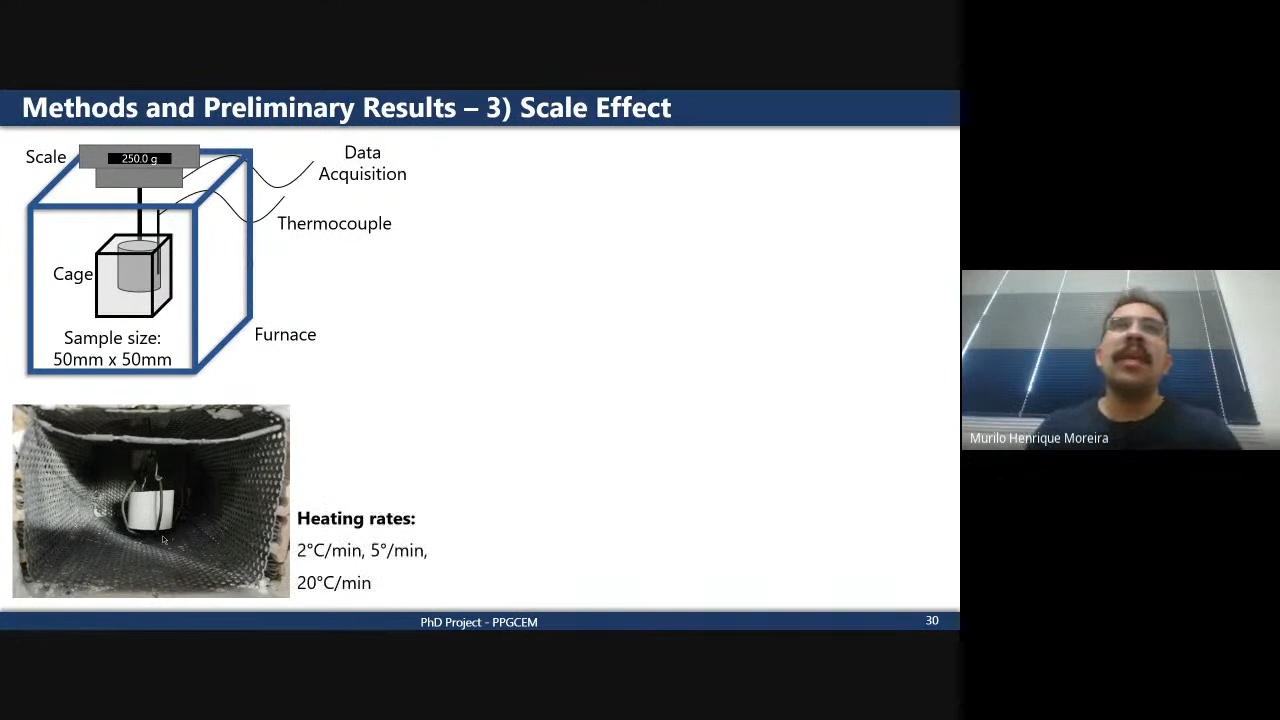 Methods and Preliminary Results – 3) Scale Effect
Scale
250.0 g
Data
Acquisition
Thermocouple
Cage
Sample size:
50mm x 50mm
Furnace
Heating rates:
2°C/min, 5°/min,
20°C/min
PhD Project - PPGCEM
30
Murilo Henrique Moreira